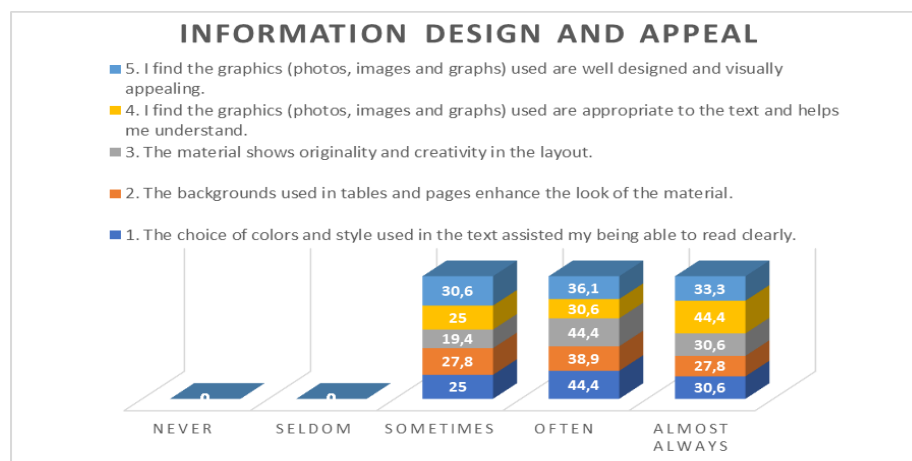 INFORMATION DESIGN AND APPEAL
5. I find the graphics (photos, images and graphs) used are well designed and visually
appealing.
4. I find the graphics (photos, images and graphs) used are appropriate to the text and helps
me understand.
3. The material shows originality and creativity in the layout.
2. The backgrounds used in tables and pages enhance the look of the material.
1. The choice of colors and style used in the text assisted my being able to read clearly.
30,6 36,1 33,3
25 30,6 44,4
19,4 44,4 30,6
27,8 38,9 27,8
25 44,4 30,6
0 0
NEVER SELDOM SOMETIMES OFTEN ALMOST
ALWAYS